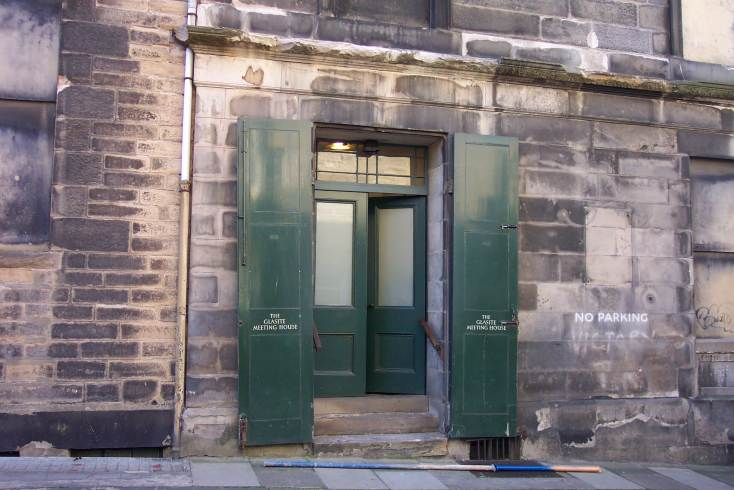 THE
GLASITE
MEETING HOUSE
THE
GLASITE
MEETING HOUSE
NO PARKING